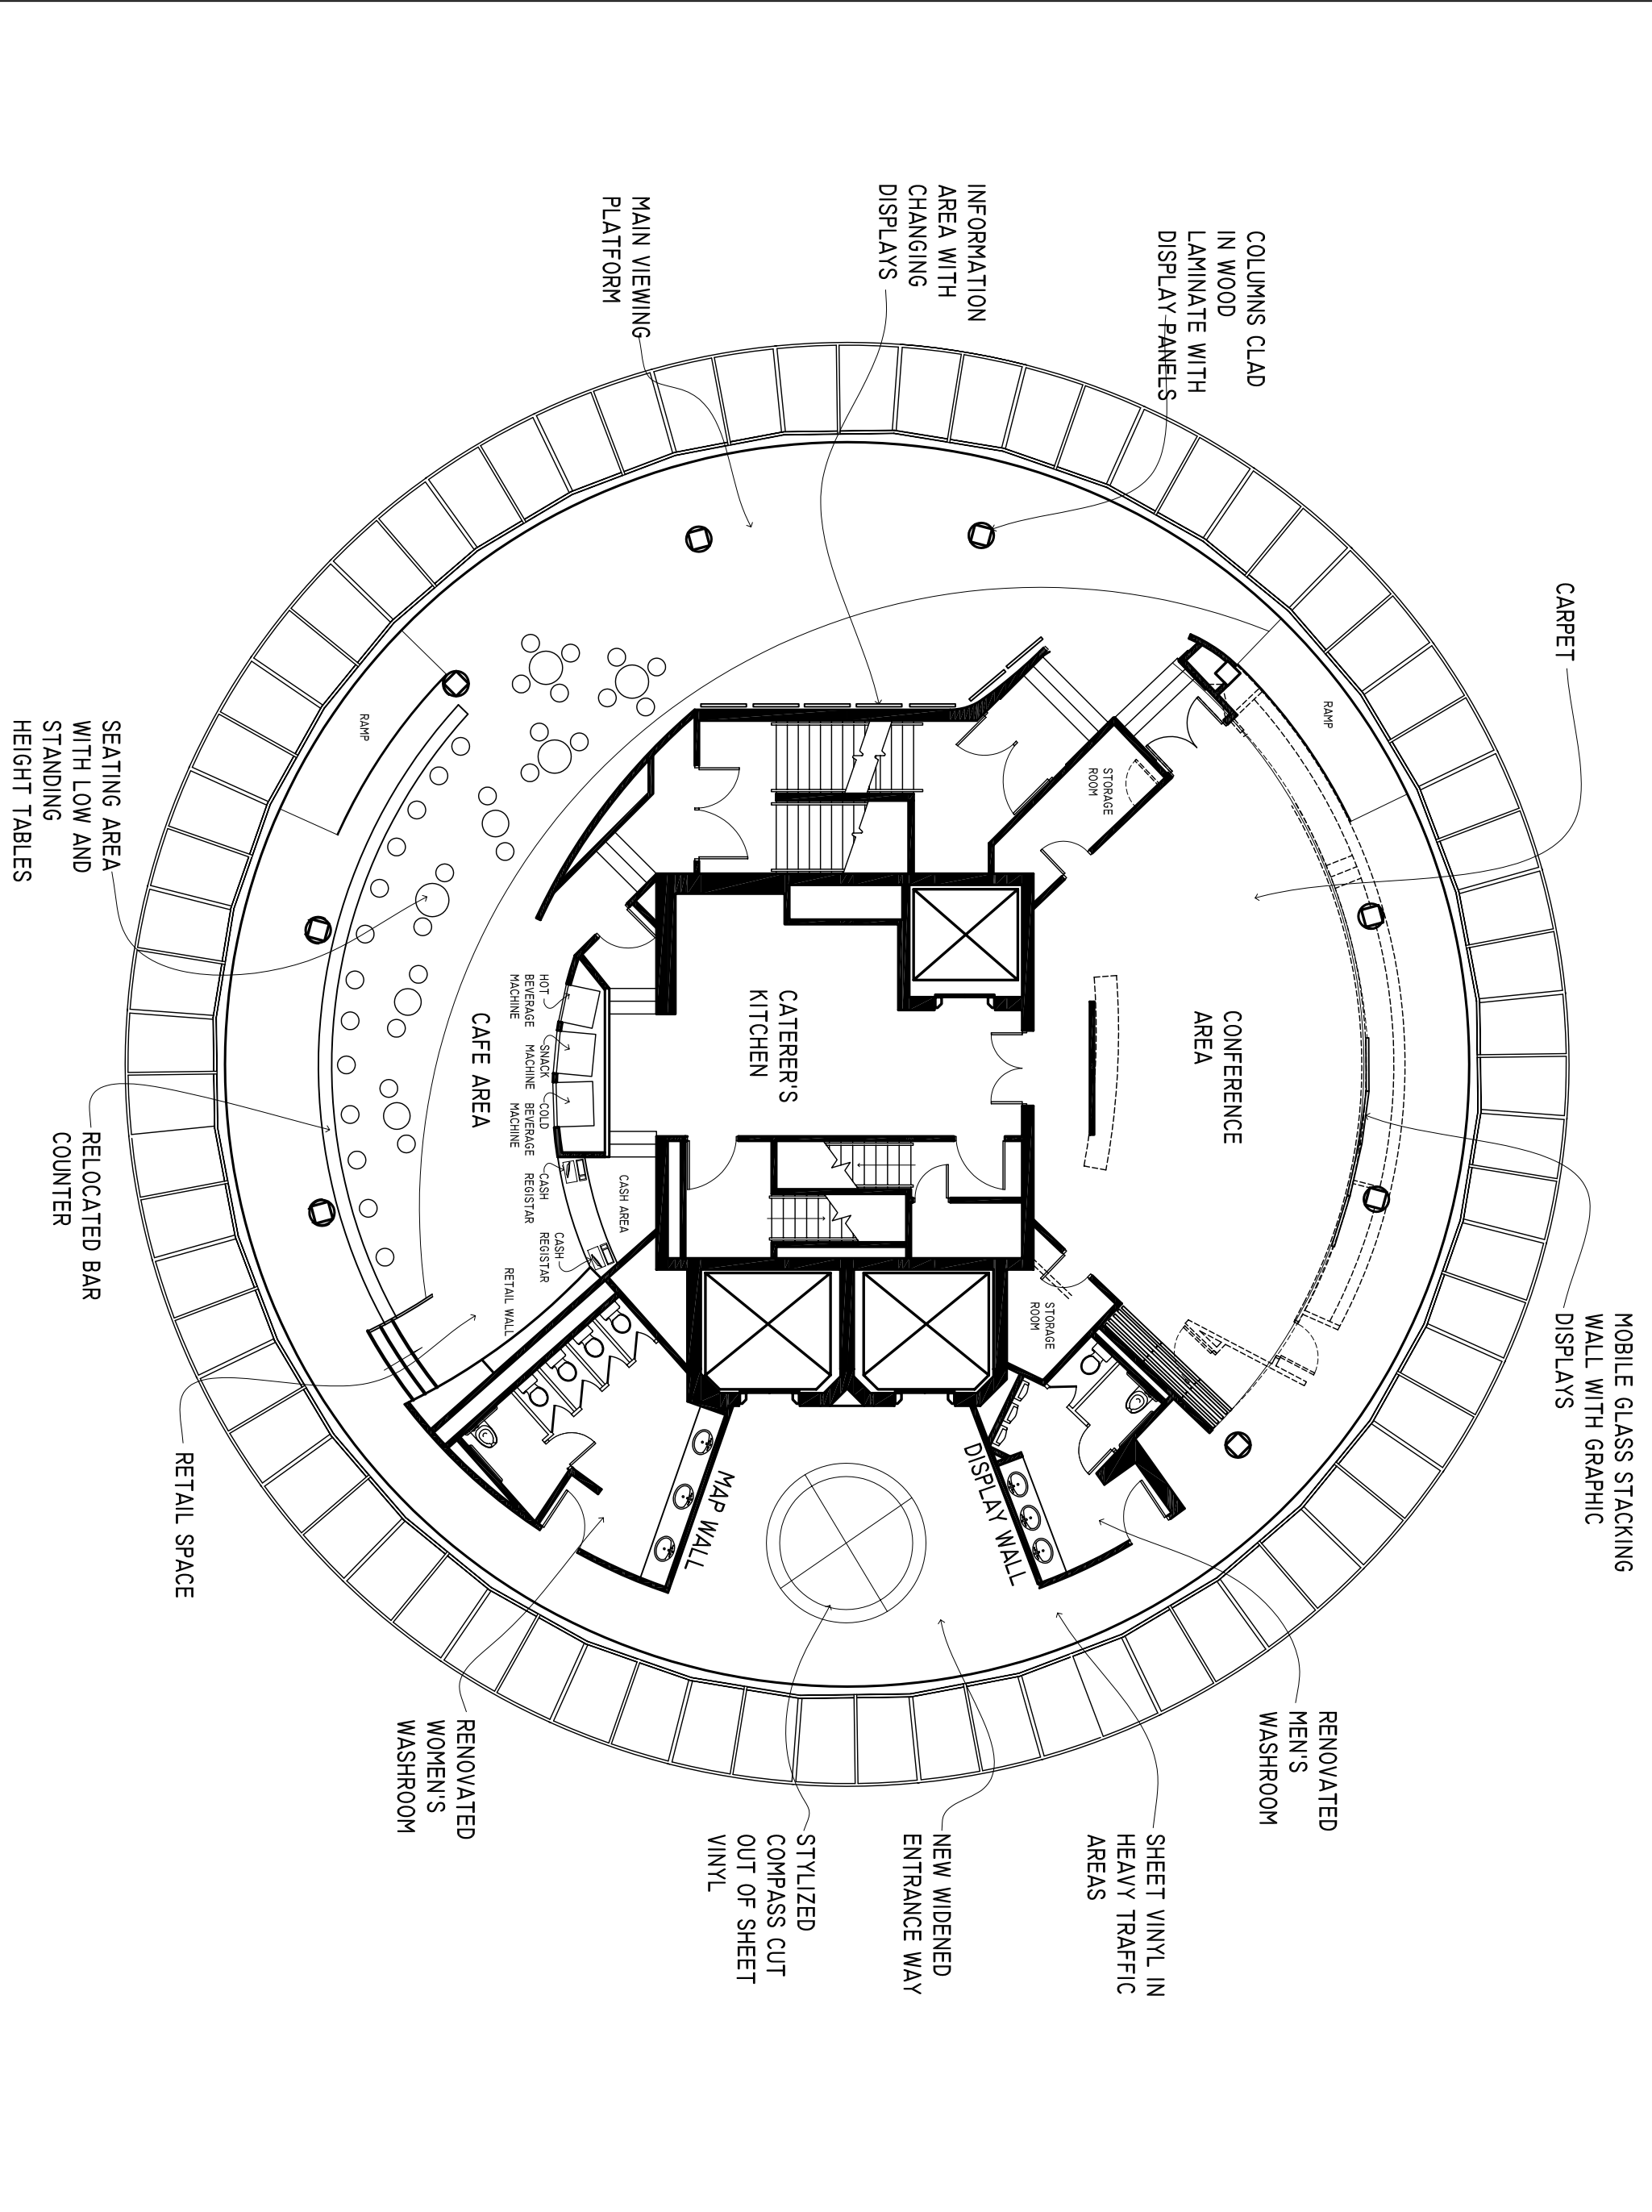 CARPET
MOBILE GLASS STACKING
WALL WITH GRAPHIC
DISPLAYS
COLUMNS CLAD
IN WOOD
LAMINATE WITH
DISPLAY PANELS
RAMP
CONFERENCE
AREA
RENOVATED
MEN'S
WASHROOM
STORAGE
ROOM
STORAGE
ROOM
SHEET VINYL IN
HEAVY TRAFFIC
AREAS
INFORMATION
AREA WITH
CHANGING
DISPLAYS
DISPLAY WALL
NEW WIDENED
ENTRANCE WAY
CATERER'S
KITCHEN
MAP WALL
STYLIZED
COMPASS CUT
OUT OF SHEET
VINYL
MAIN VIEWING
PLATFORM
CASH AREA
HOT
BEVERAGE
MACHINE
SNACK
MACHINE
COLD
BEVERAGE
MACHINE
CASH
REGISTAR
CASH
REGISTAR
RETAIL WALL
CAFE AREA
RENOVATED
WOMEN'S
WASHROOM
RAMP
RETAIL SPACE
SEATING AREA
WITH LOW AND
STANDING
HEIGHT TABLES
RELOCATED BAR
COUNTER